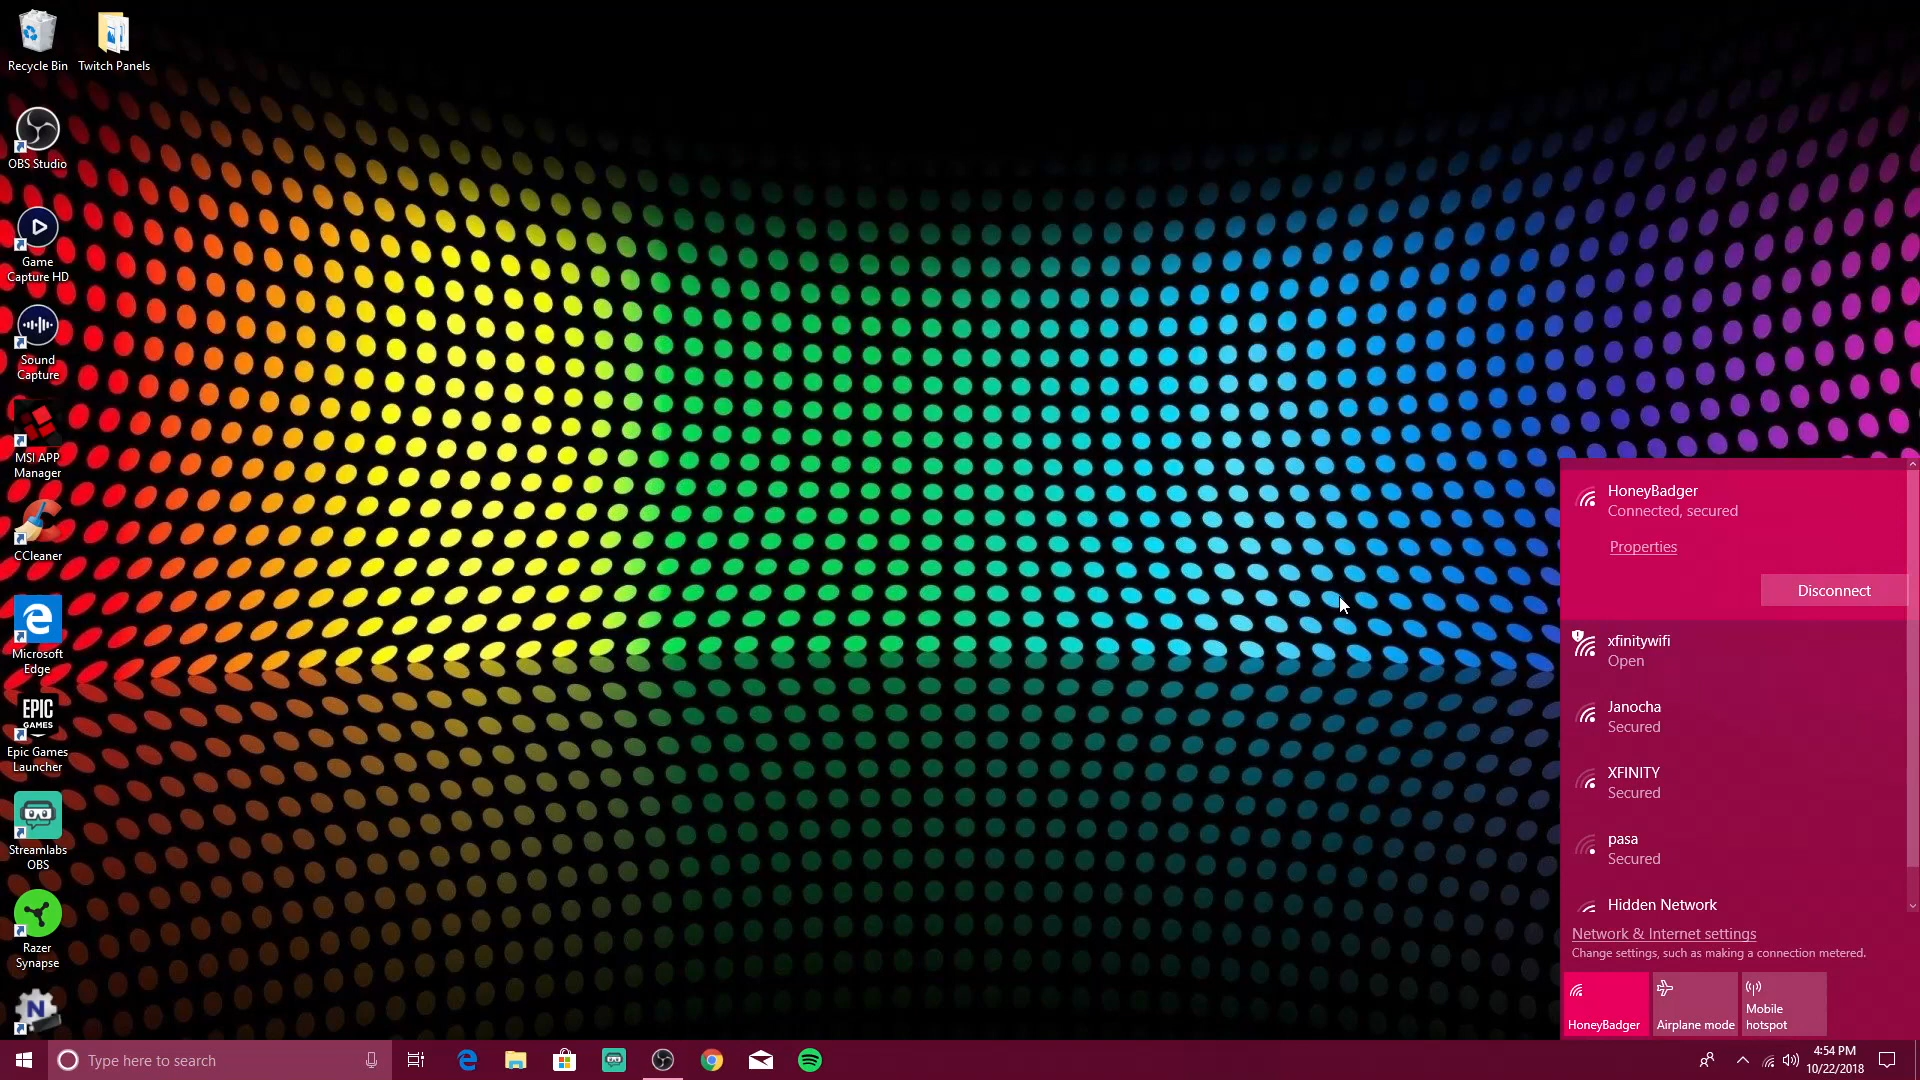 Recycle Bin
Twitch Panels
OBS Studio
Game
Capture HD
Sound
Capture
MSI APP
Manager
CCleaner
Microsoft
Edge
EPIC
GAMES
Epic Games
Launcher
Streamlabs
OBS
Razer
Synapse
N
HoneyBadger
Connected, secured
Properties
Disconnect
xfinitywifi
Open
Janocha
Secured
XFINITY
Secured
pasa
Secured
Hidden Network
Network & Internet settings
Change settings, such as making a connection metered.
HoneyBadger
Airplane mode
Mobile
hotspot
Type here to search
4:54 PM
10/22/2018